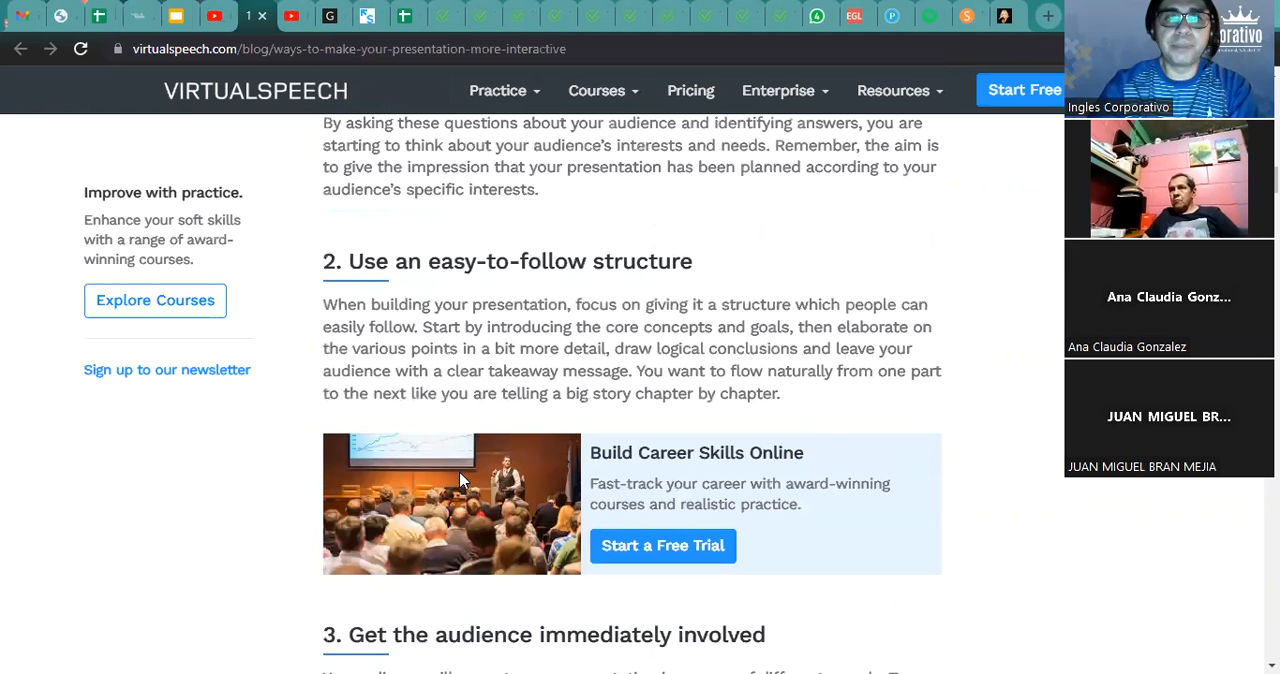 1
G
4
EGL
P
S
virtualspeech.com/blog/ways-to-make-your-presentation-more-interactive
VIRTUALSPEECH
Practice
Courses
Pricing
Enterprise
Resources
Start Free
orativo
Ingles Corporativo
By asking these questions about your audience and identifying answers, you are
starting to think about your audience’s interests and needs. Remember, the aim is
to give the impression that your presentation has been planned according to your
audience’s specific interests.
Improve with practice.
Enhance your soft skills
with a range of award-
winning courses.
Explore Courses
Sign up to our newsletter
2. Use an easy-to-follow structure
When building your presentation, focus on giving it a structure which people can
easily follow. Start by introducing the core concepts and goals, then elaborate on
the various points in a bit more detail, draw logical conclusions and leave your
audience with a clear takeaway message. You want to flow naturally from one part
to the next like you are telling a big story chapter by chapter.
Build Career Skills Online
Fast-track your career with award-winning
courses and realistic practice.
Start a Free Trial
3. Get the audience immediately involved
Ana Claudia Gonz...
Ana Claudia Gonzalez
JUAN MIGUEL BR...
JUAN MIGUEL BRAN MEJIA